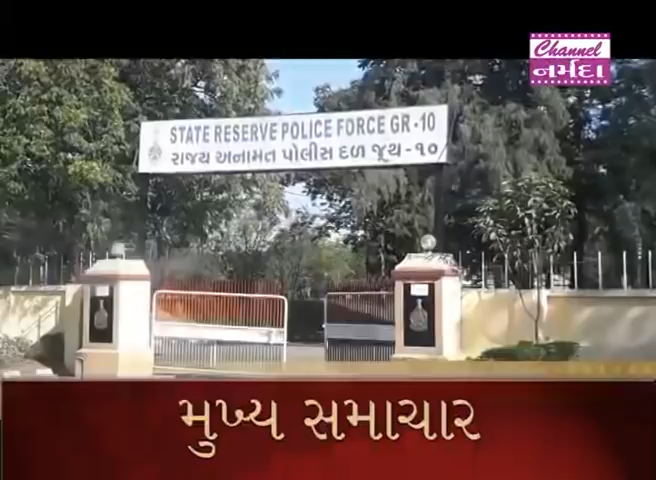 Channel
નર્મદા
STATE RESERVE POLICE FORCE GR-10
રાજ્ય અનામત પોલીસ દળ જૂથ-૧૦
મુખ્ય સમાચાર